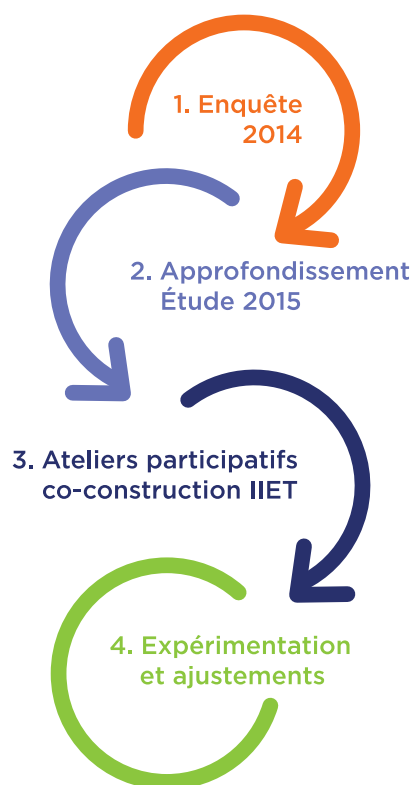 1. Enquête
2014
2. Approfondissement
Étude 2015
3. Ateliers participatifs
co-construction IIET
4. Expérimentation
et ajustements